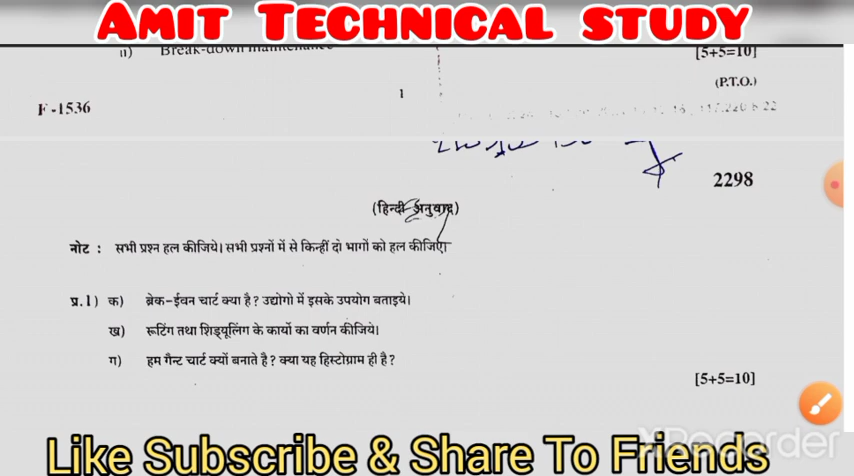 AMIT TECHNICAL STUDY
ii) Break-down maintenance
[5+5=10]
(P.T.O.)
1
F-1536
2298
(हिन्दी अनुवाद)
नोट : सभी प्रश्न हल कीजिये। सभी प्रश्नों में से किन्हीं दो भागों को हल कीजिए।
प्र.1) क) ब्रेक-ईवन चार्ट क्या है? उद्योगो में इसके उपयोग बताइये।
ख) रूटिंग तथा शिड्यूलिंग के कार्यो का वर्णन कीजिये।
ग) हम गैन्ट चार्ट क्यों बनाते है? क्या यह हिस्टोग्राम ही है?
[5+5=10]
XRecorder
Like Subscribe & Share To Friends